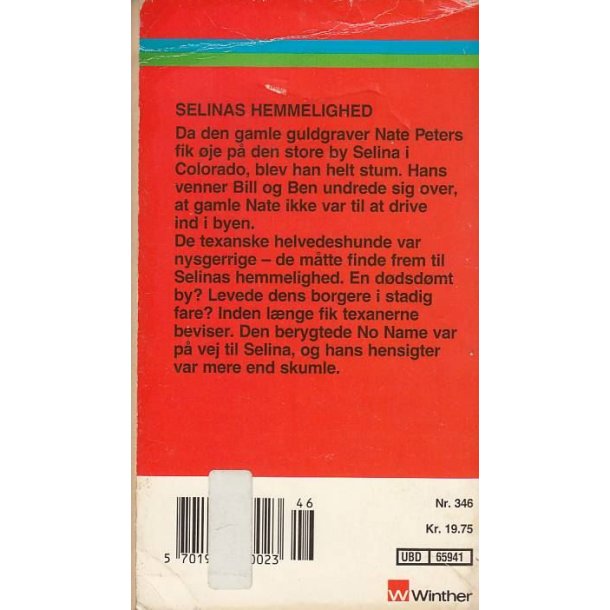 SELINAS HEMMELIGHED
Da den gamle guldgraver Nate Peters
fik øje på den store by Selina i
Colorado, blev han helt stum. Hans
venner Bill og Ben undrede sig over,
at gamle Nate ikke var til at drive
ind i byen.
De texanske helvedeshunde var
nysgerrige – de måtte finde frem til
Selinas hemmelighed. En dødsdømt
by? Levede dens borgere i stadig
fare? Inden længe fik texanerne
beviser. Den berygtede No Name var
på vej til Selina, og hans hensigter
var mere end skumle.
46
5 7019 0023
Nr. 346
Kr. 19.75
UBD 65941
W Winther